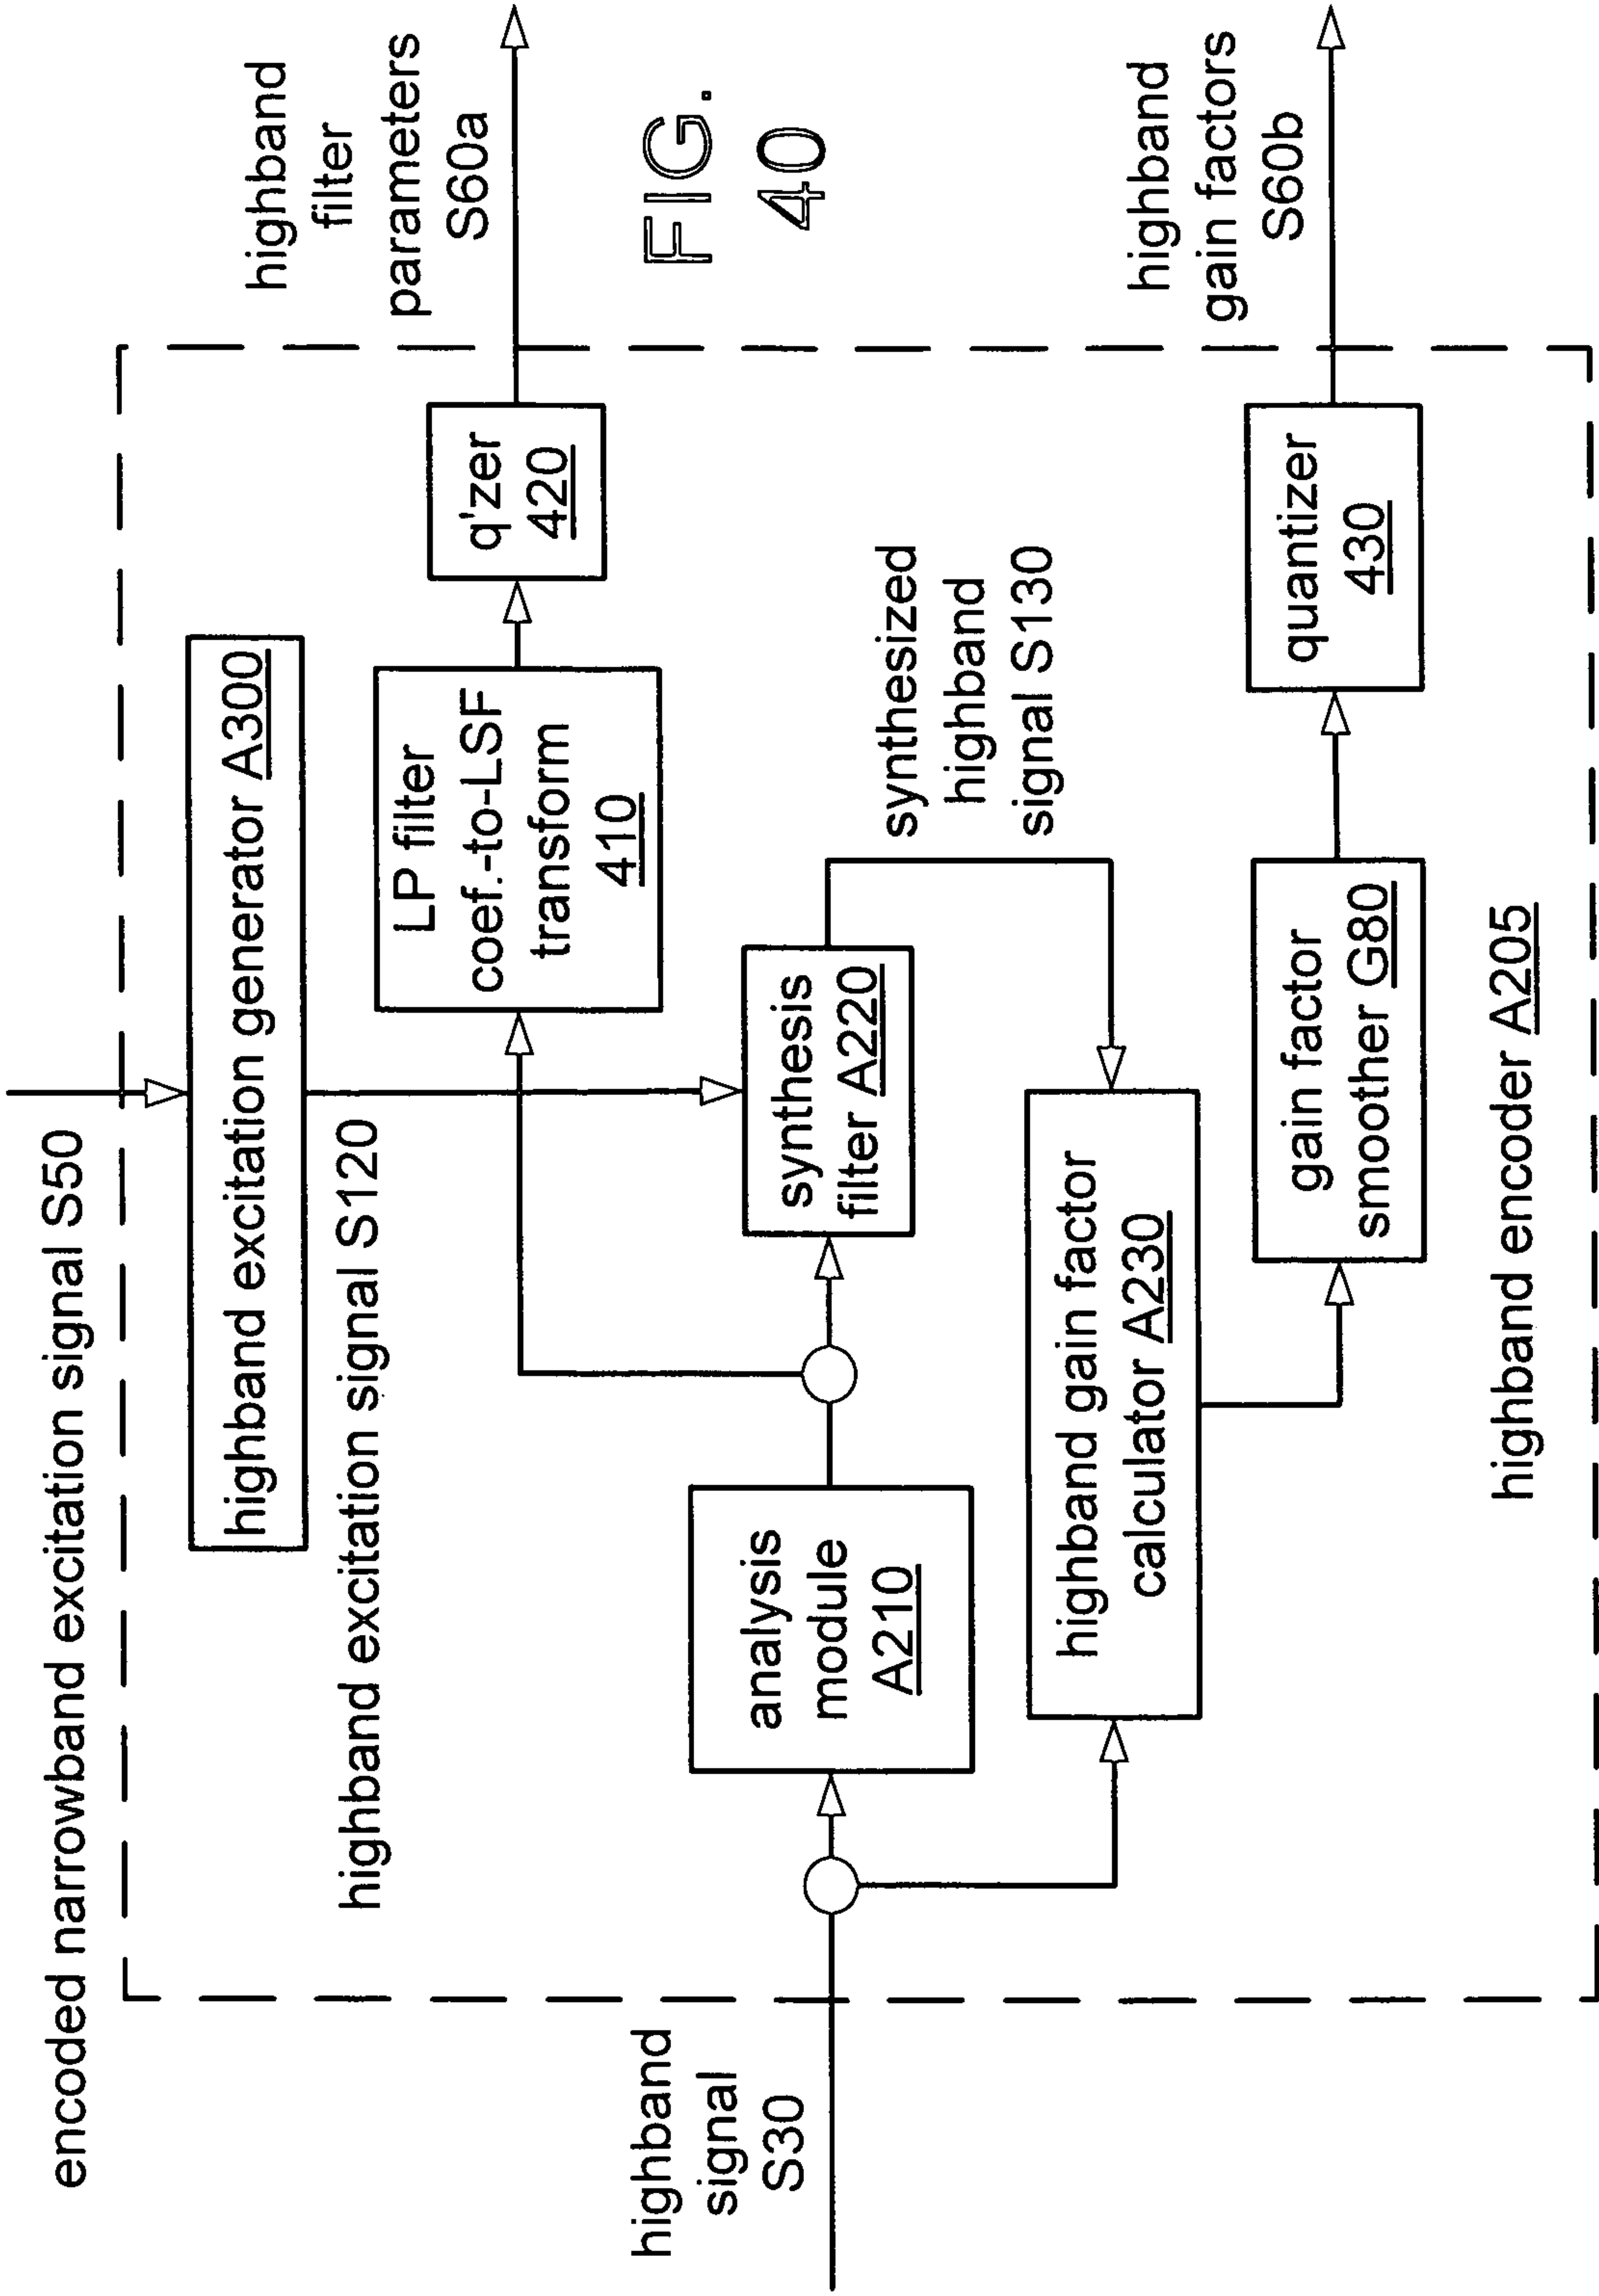 encoded narrowband excitation signal S50
highband excitation generator A300
highband excitation signal S120
highband
filter
parameters
S60a
LP filter
coef.-to-LSF
transform
410
q'zer
420
FIG.
40
highband
signal
S30
analysis
module
A210
synthesis
filter A220
synthesized
highband
signal S130
highband gain factor
calculator A230
gain factor
smoother G80
quantizer
430
highband
gain factors
S60b
highband encoder A205